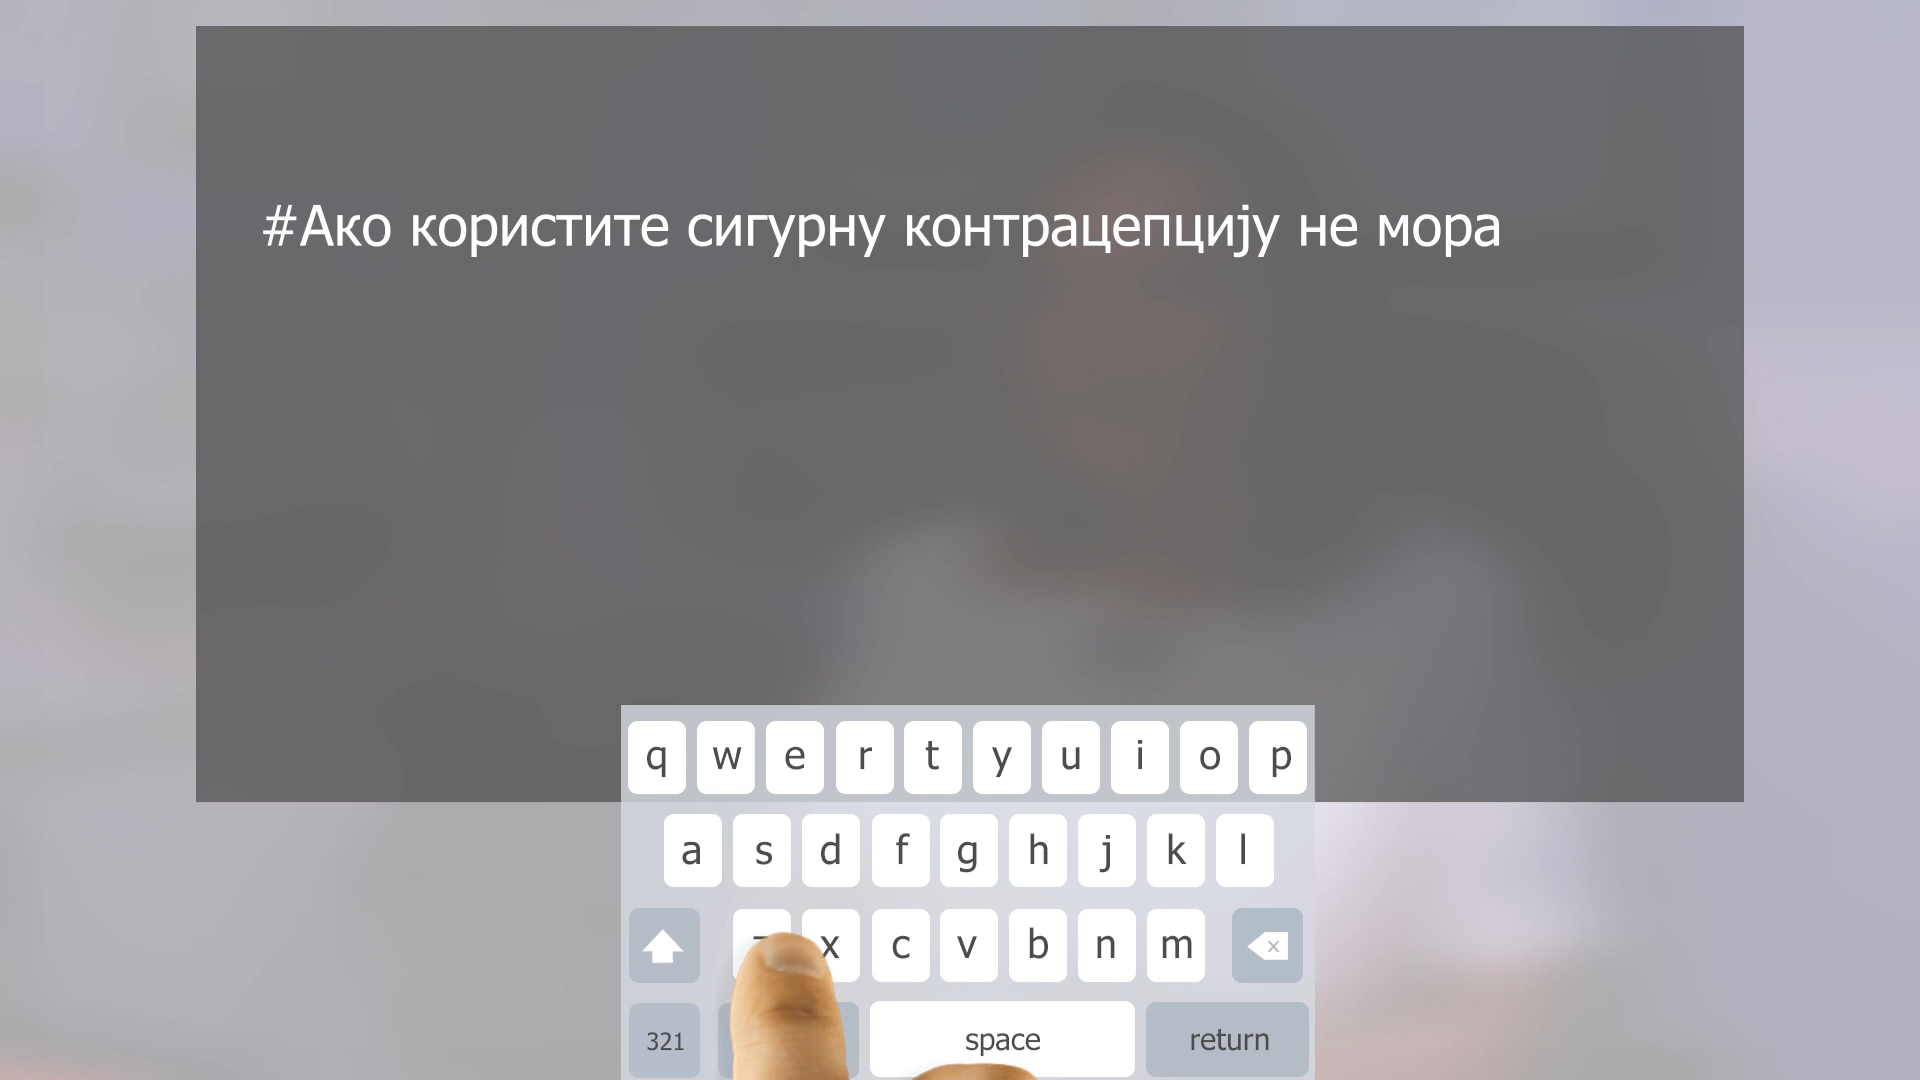 #Ако користите сигурну контрацепцију не мора
q w e r t y u i o p
a s d f g h j k l
x c v b n m x
321 space return